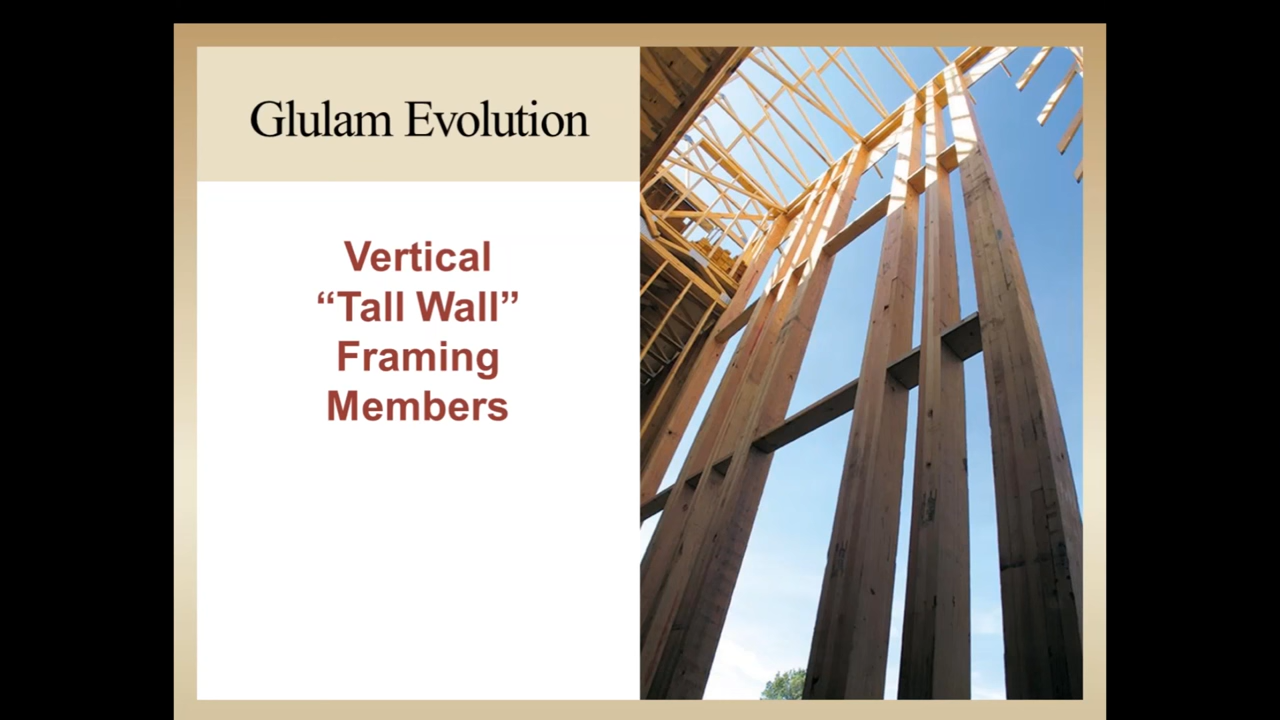 Glulam Evolution
Vertical
“Tall Wall”
Framing
Members